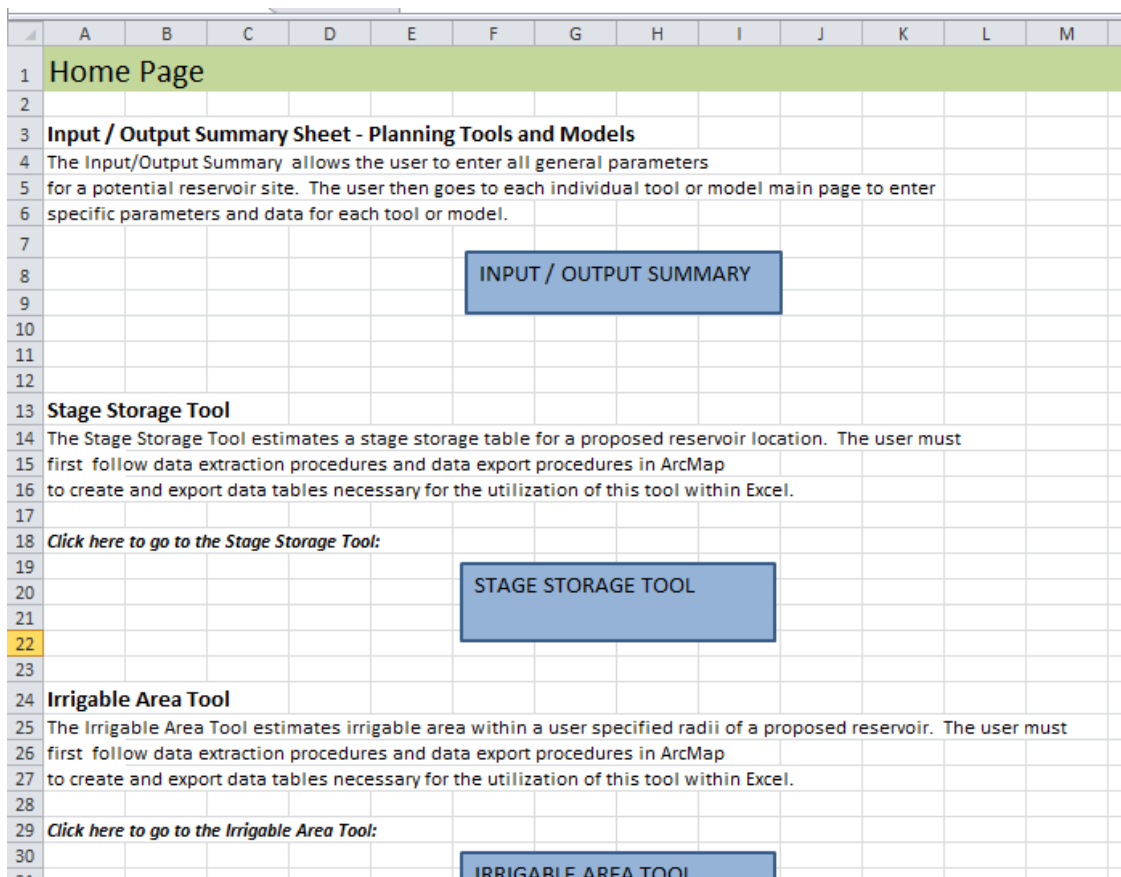 A B C D E F G H I J K L M
1 Home Page
2
3 Input / Output Summary Sheet - Planning Tools and Models
4 The Input/Output Summary  allows the user to enter all general parameters
5 for a potential reservoir site.  The user then goes to each individual tool or model main page to enter
6 specific parameters and data for each tool or model.
7
8 INPUT / OUTPUT SUMMARY
9
10
11
12
13 Stage Storage Tool
14 The Stage Storage Tool estimates a stage storage table for a proposed reservoir location.  The user must
15 first  follow data extraction procedures and data export procedures in ArcMap
16 to create and export data tables necessary for the utilization of this tool within Excel.
17
18 Click here to go to the Stage Storage Tool:
19
20 STAGE STORAGE TOOL
21
22
23
24 Irrigable Area Tool
25 The Irrigable Area Tool estimates irrigable area within a user specified radii of a proposed reservoir.  The user must
26 first  follow data extraction procedures and data export procedures in ArcMap
27 to create and export data tables necessary for the utilization of this tool within Excel.
28
29 Click here to go to the Irrigable Area Tool:
30
IRRIGABLE AREA TOOL